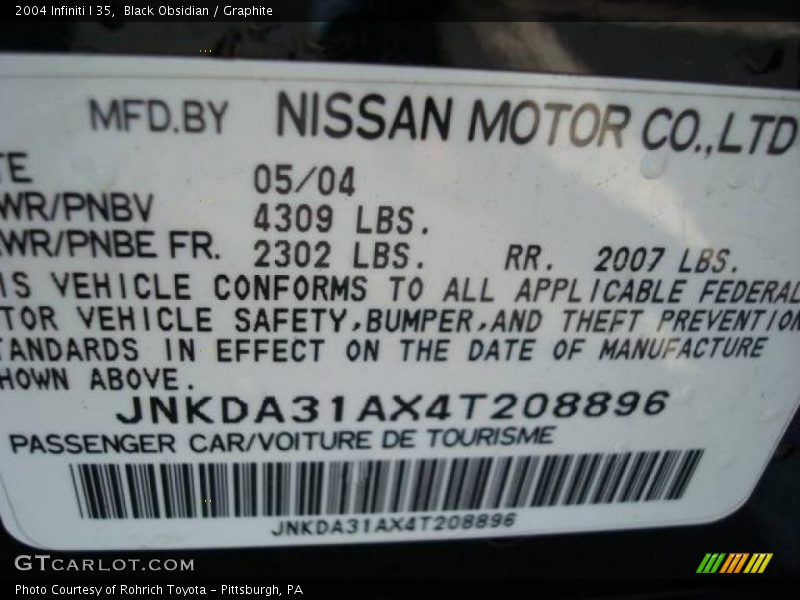 2004 Infiniti I 35, Black Obsidian / Graphite
MFD.BY NISSAN MOTOR CO.,LTD
TE 05/04
WR/PNBV 4309 LBS.
WR/PNBE FR. 2302 LBS. RR. 2007 LBS.
IS VEHICLE CONFORMS TO ALL APPLICABLE FEDERAL
TOR VEHICLE SAFETY,BUMPER,AND THEFT PREVENTION
TANDARDS IN EFFECT ON THE DATE OF MANUFACTURE
HOWN ABOVE.
JNKDA31AX4T208896
PASSENGER CAR/VOITURE DE TOURISME
JNKDA31AX4T208896
GTCARLOT.COM
Photo Courtesy of Rohrich Toyota - Pittsburgh, PA